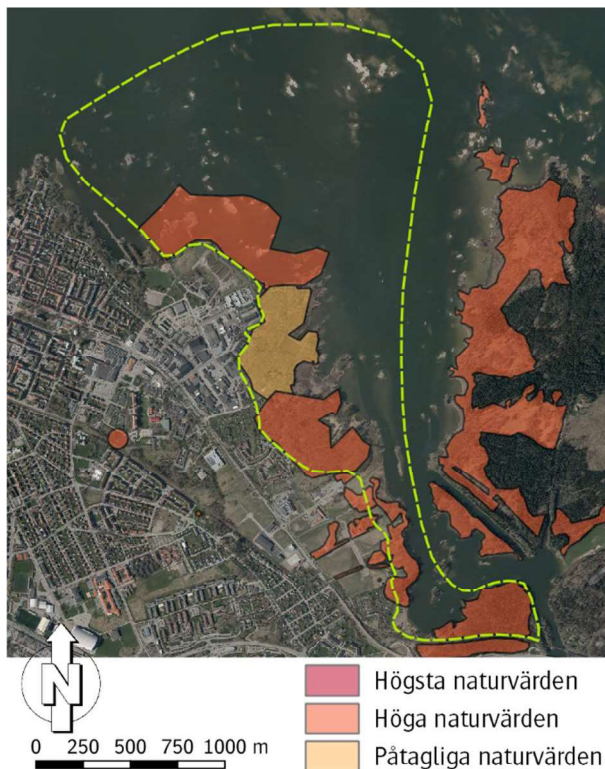 N
0 250 500 750 1000 m
Högsta naturvärden
Höga naturvärden
Påtagliga naturvärden